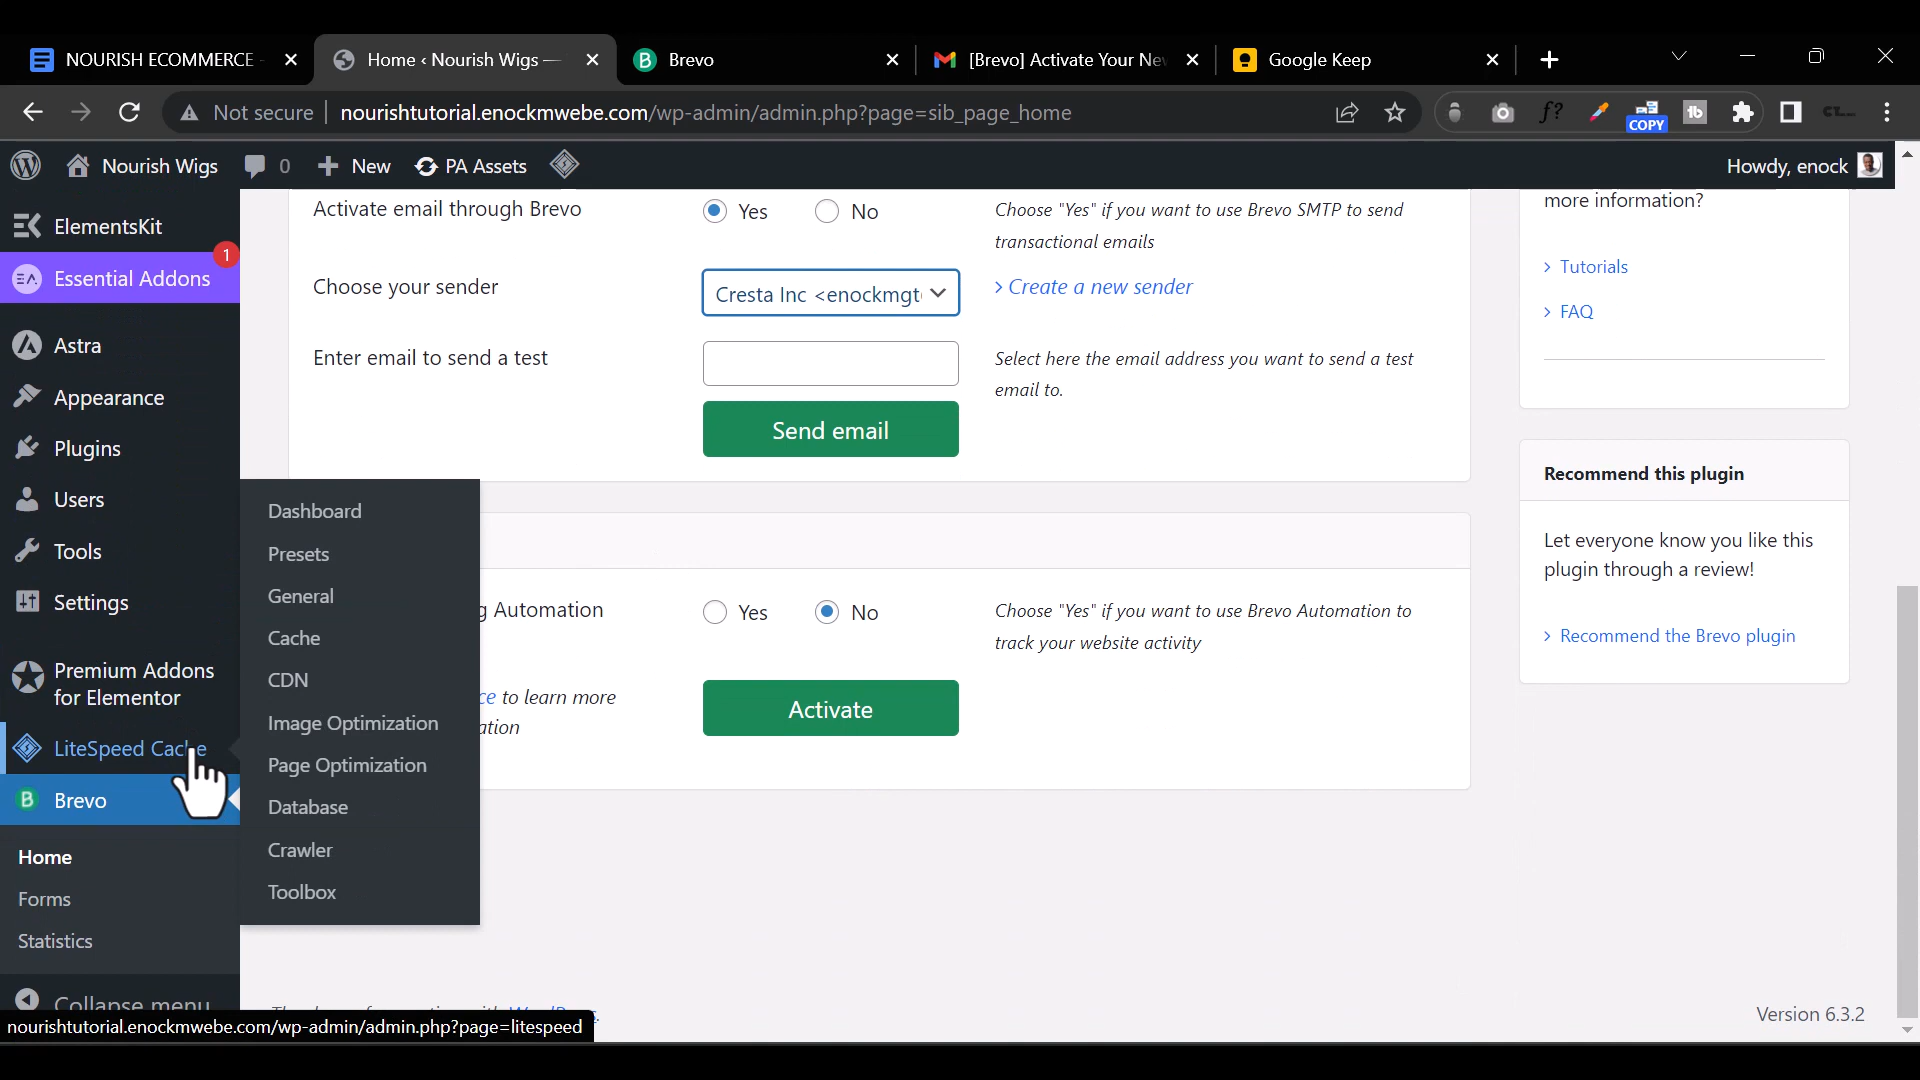 NOURISH ECOMMERCE -
Home ‹ Nourish Wigs —
Brevo
[Brevo] Activate Your Ne
Google Keep
Not secure
nourishtutorial.enockmwebe.com/wp-admin/admin.php?page=sib_page_home
f?
COPY
tb
Nourish Wigs
0
New
PA Assets
Howdy, enock
ElementsKit
1
Essential Addons
Astra
Appearance
Plugins
Users
Tools
Settings
Premium Addons
for Elementor
LiteSpeed Cache
Brevo
Home
Forms
Statistics
Collapse menu
Dashboard
Presets
General
Cache
CDN
Image Optimization
Page Optimization
Database
Crawler
Toolbox
Activate email through Brevo
Yes
No
Choose "Yes" if you want to use Brevo SMTP to send
transactional emails
Choose your sender
Cresta Inc <enockmgt
> Create a new sender
Enter email to send a test
Select here the email address you want to send a test
email to.
Send email
g Automation
Yes
No
Choose "Yes" if you want to use Brevo Automation to
track your website activity
ce to learn more
ation
Activate
more information?
> Tutorials
> FAQ
Recommend this plugin
Let everyone know you like this
plugin through a review!
> Recommend the Brevo plugin
Version 6.3.2
nourishtutorial.enockmwebe.com/wp-admin/admin.php?page=litespeed